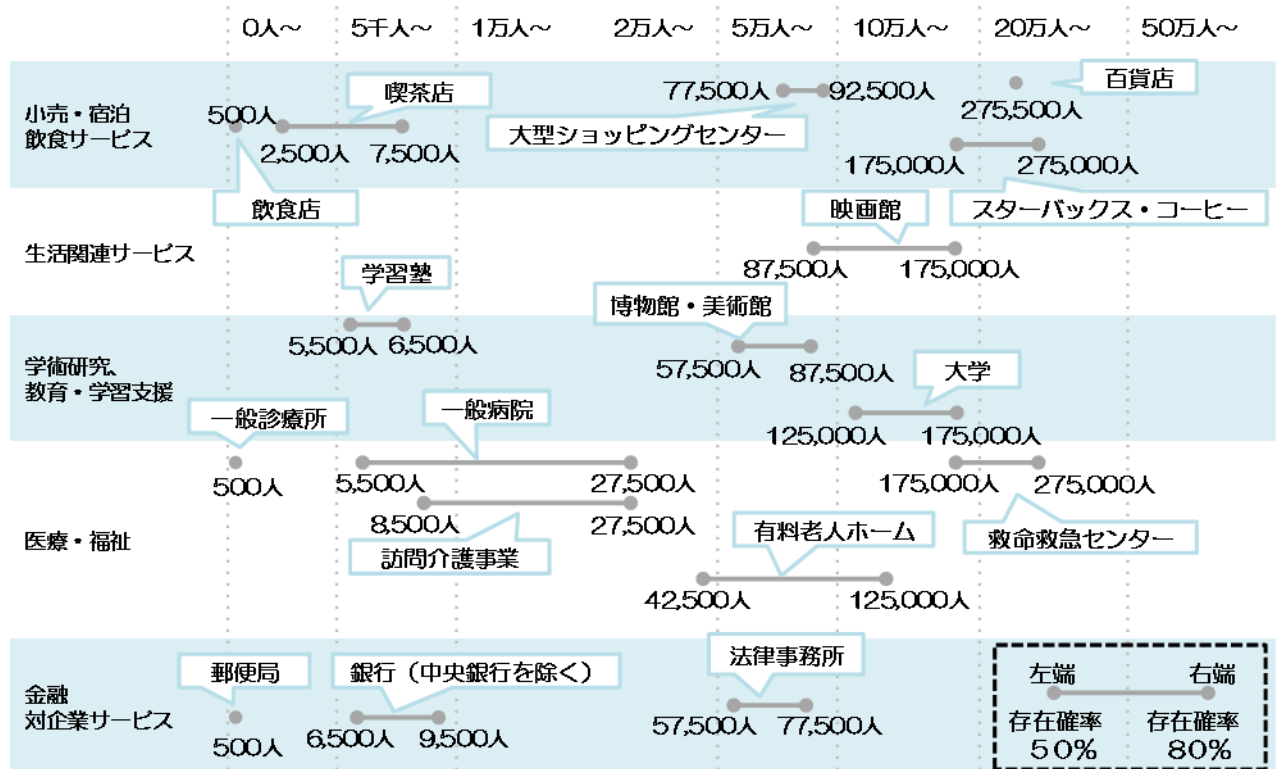 0人～ 5千人～ 1万人～ 2万人～ 5万人～ 10万人～ 20万人～ 50万人～
小売・宿泊
飲食サービス
500人
喫茶店
2,500人 7,500人
77,500人 92,500人
大型ショッピングセンター
百貨店
275,500人
175,000人 275,000人
飲食店
スターバックス・コーヒー
生活関連サービス
映画館
87,500人 175,000人
学術研究、
教育・学習支援
学習塾
5,500人 6,500人
博物館・美術館
57,500人 87,500人
大学
125,000人 175,000人
医療・福祉
一般診療所
500人
一般病院
5,500人 27,500人
8,500人 27,500人
訪問介護事業
175,000人 275,000人
救命救急センター
有料老人ホーム
42,500人 125,000人
金融
対企業サービス
郵便局
500人
銀行（中央銀行を除く）
6,500人 9,500人
法律事務所
57,500人 77,500人
左端 右端
存在確率 存在確率
50% 80%